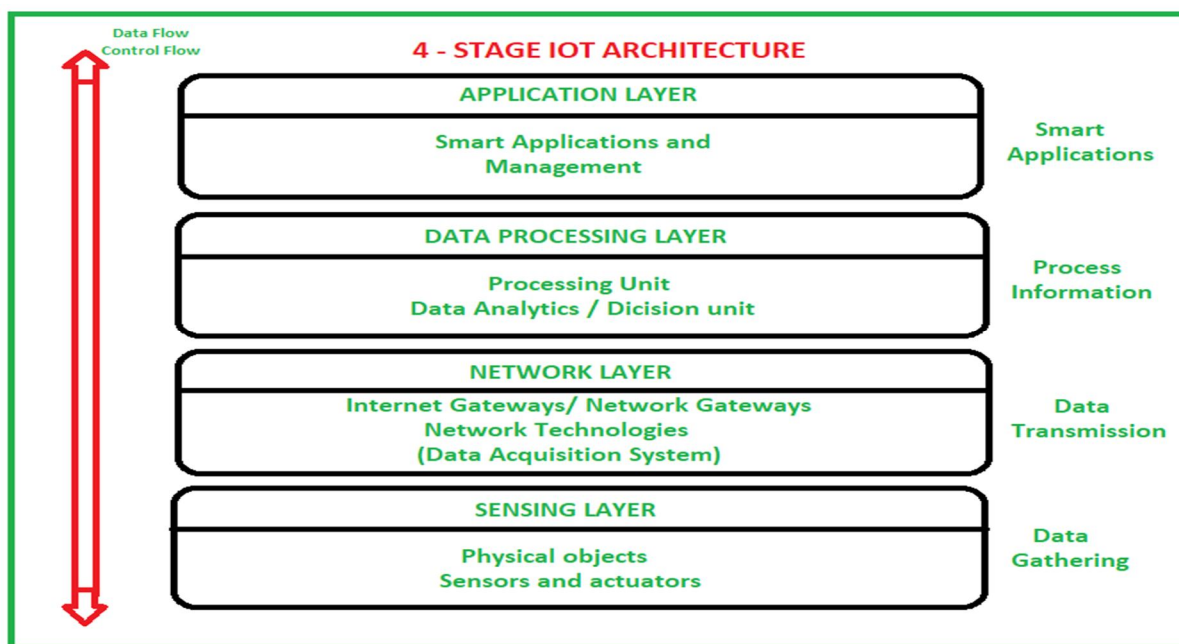 Data Flow
Control Flow
4 - STAGE IOT ARCHITECTURE
APPLICATION LAYER
Smart Applications and
Management
Smart
Applications
DATA PROCESSING LAYER
Processing Unit
Data Analytics / Dicision unit
Process
Information
NETWORK LAYER
Internet Gateways/ Network Gateways
Network Technologies
(Data Acquisition System)
Data
Transmission
SENSING LAYER
Physical objects
Sensors and actuators
Data
Gathering